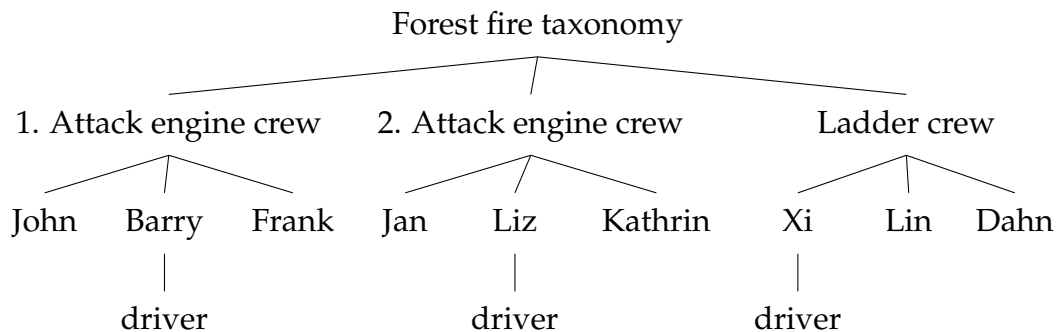 Forest fire taxonomy
1. Attack engine crew 2. Attack engine crew Ladder crew
John Barry Frank Jan Liz Kathrin Xi Lin Dahn
driver driver driver